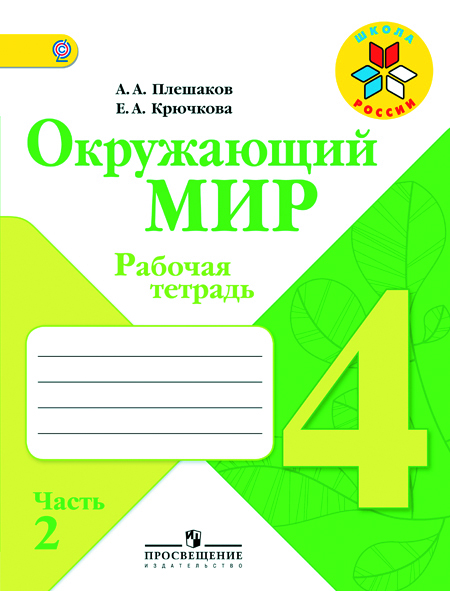 А. А. Плешаков
Е. А. Крючкова
ШКОЛА
РОССИИ
Окружающий
МИР
Рабочая
тетрадь
4
Часть
2
ПРОСВЕЩЕНИЕ
ИЗДАТЕЛЬСТВО